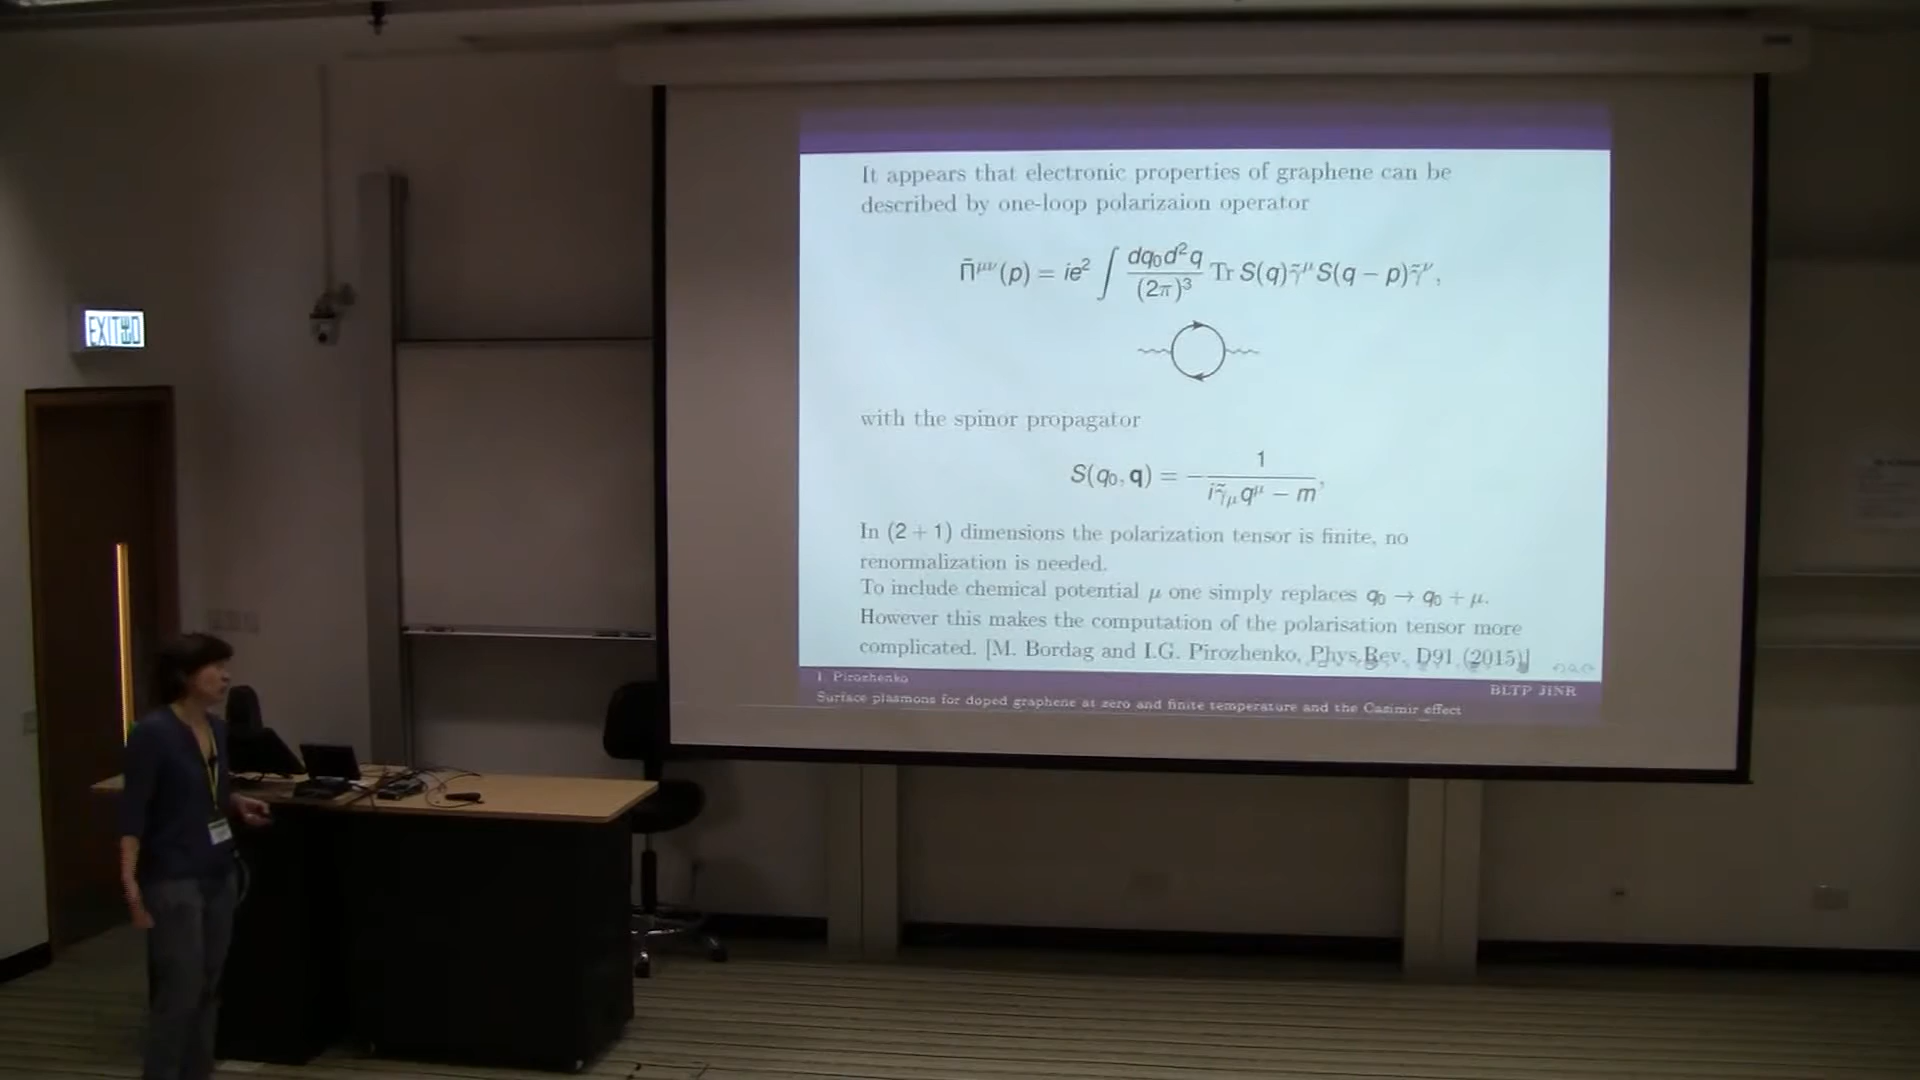 It appears that electronic properties of graphene can be
described by one-loop polarizaion operator
Π̃^{μν}(p) = ie² ∫ dq₀d²q/(2π)³ Tr S(q)γ̃^μ S(q − p)γ̃^ν,
with the spinor propagator
S(q₀, q) = − 1/(iγ̃_μ q^μ − m),
In (2 + 1) dimensions the polarization tensor is finite, no
renormalization is needed.
To include chemical potential μ one simply replaces q₀ → q₀ + μ.
However this makes the computation of the polarisation tensor more
complicated. [M. Bordag and I.G. Pirozhenko, Phys.Rev. D91 (2015)]
I. Pirozhenko
BLTP JINR
Surface plasmons for doped graphene at zero and finite temperature and the Casimir effect
EXIT 出